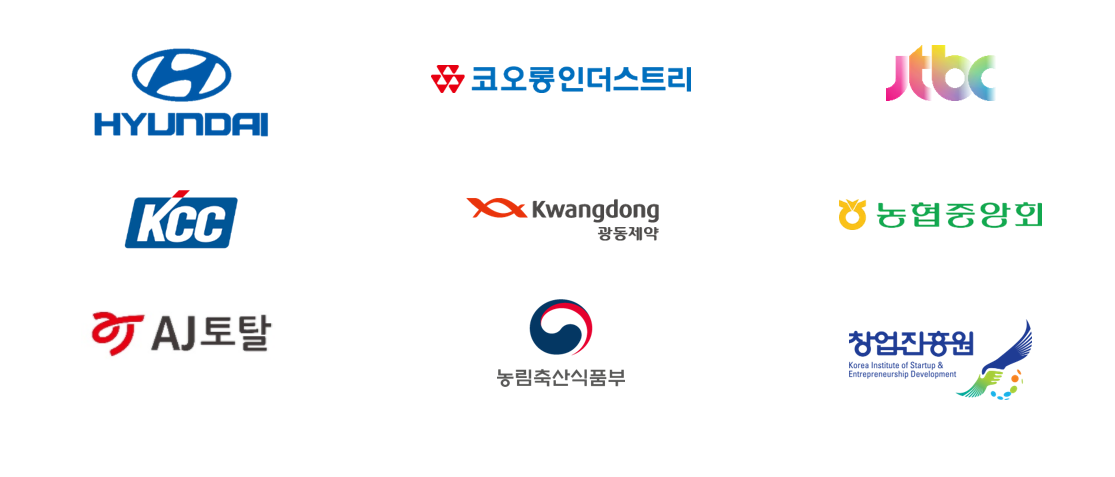 HYUNDAI
코오롱인더스트리
jtbc
KCC
Kwangdong
광동제약
농협중앙회
AJ토탈
농림축산식품부
창업진흥원
Korea Institute of Startup &
Entrepreneurship Development